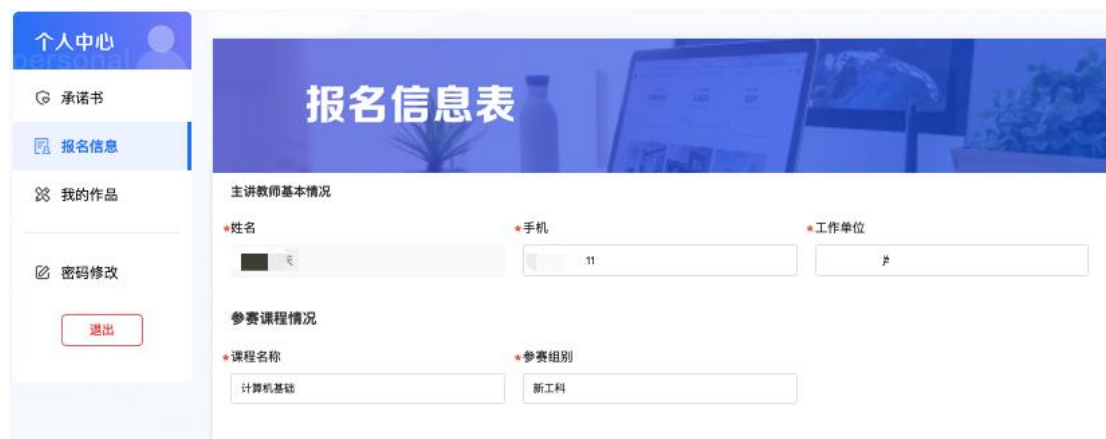 个人中心
personal
承诺书
报名信息
我的作品
密码修改
退出
报名信息表
主讲教师基本情况
*姓名 *手机 *工作单位
11
参赛课程情况
*课程名称 *参赛组别
计算机基础 新工科